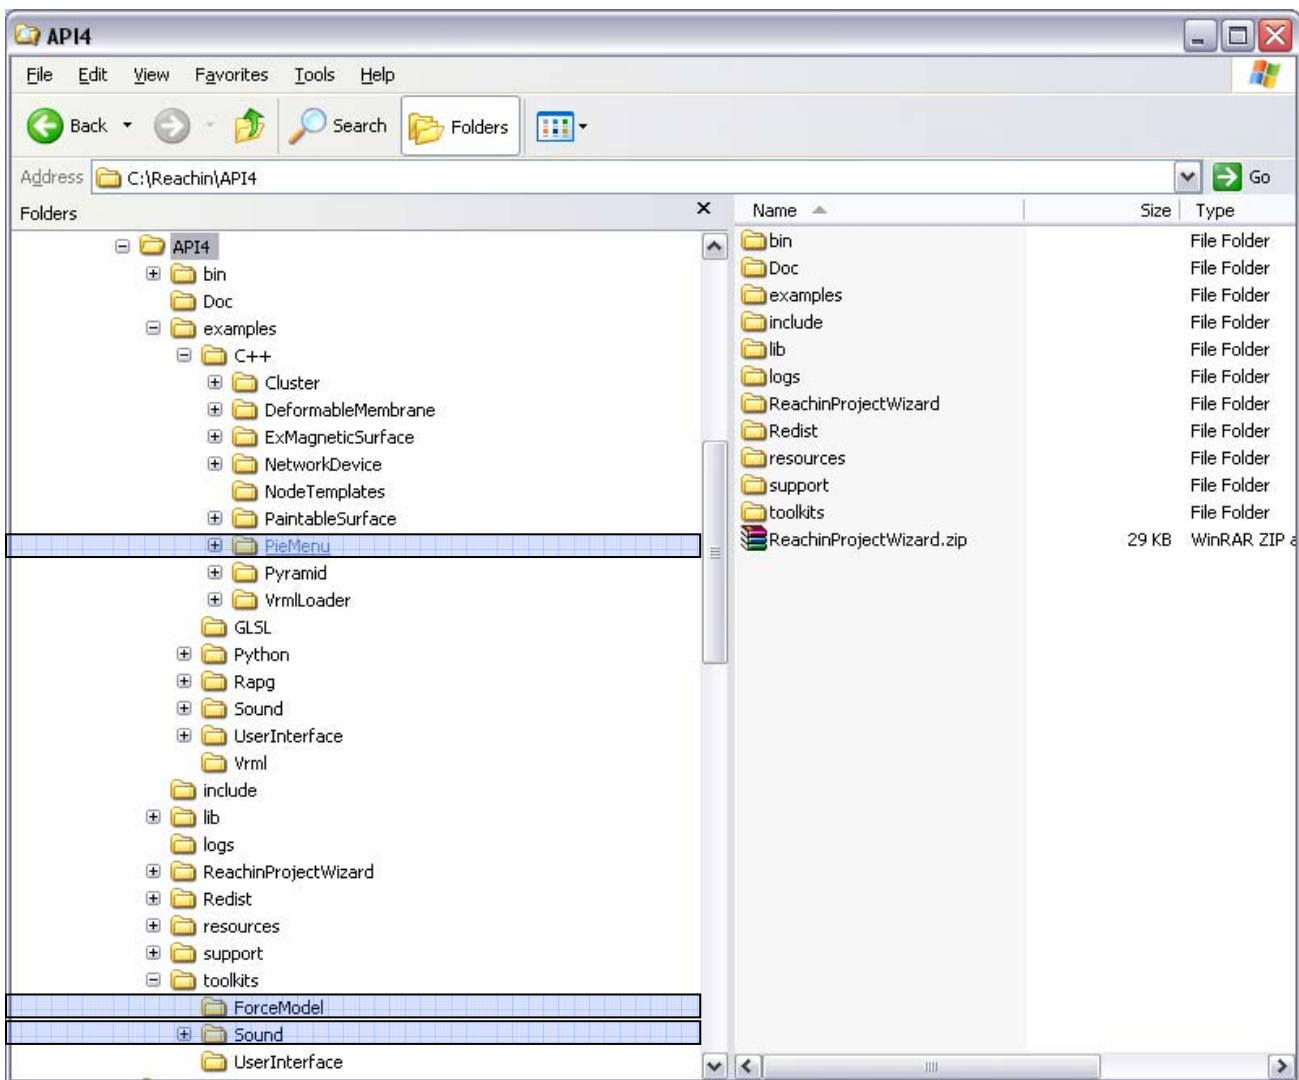 API4
File Edit View Favorites Tools Help
Back Search Folders
Address C:\Reachin\API4 Go
Folders
API4
bin
Doc
examples
C++
Cluster
DeformableMembrane
ExMagneticSurface
NetworkDevice
NodeTemplates
PaintableSurface
PieMenu
Pyramid
VrmlLoader
GLSL
Python
Rapg
Sound
UserInterface
Vrml
include
lib
logs
ReachinProjectWizard
Redist
resources
support
toolkits
ForceModel
Sound
UserInterface
Name Size Type
bin File Folder
Doc File Folder
examples File Folder
include File Folder
lib File Folder
logs File Folder
ReachinProjectWizard File Folder
Redist File Folder
resources File Folder
support File Folder
toolkits File Folder
ReachinProjectWizard.zip 29 KB WinRAR ZIP a